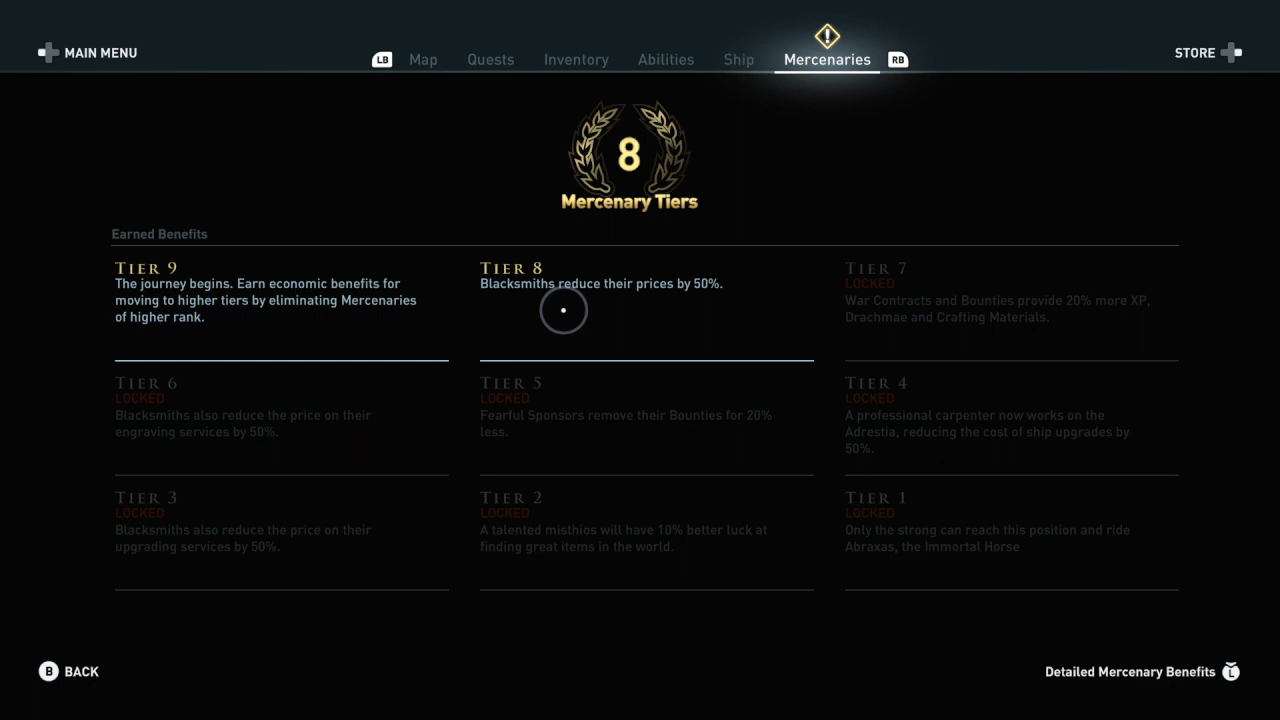 MAIN MENU
LB
Map
Quests
Inventory
Abilities
Ship
!
Mercenaries
RB
STORE
8
Mercenary Tiers
Earned Benefits
TIER 9
The journey begins. Earn economic benefits for
moving to higher tiers by eliminating Mercenaries
of higher rank.
TIER 8
Blacksmiths reduce their prices by 50%.
TIER 7
LOCKED
War Contracts and Bounties provide 20% more XP,
Drachmae and Crafting Materials.
TIER 6
LOCKED
Blacksmiths also reduce the price on their
engraving services by 50%.
TIER 5
LOCKED
Fearful Sponsors remove their Bounties for 20%
less.
TIER 4
LOCKED
A professional carpenter now works on the
Adrestia, reducing the cost of ship upgrades by
50%.
TIER 3
LOCKED
Blacksmiths also reduce the price on their
upgrading services by 50%.
TIER 2
LOCKED
A talented misthios will have 10% better luck at
finding great items in the world.
TIER 1
LOCKED
Only the strong can reach this position and ride
Abraxas, the Immortal Horse
B
BACK
Detailed Mercenary Benefits
L